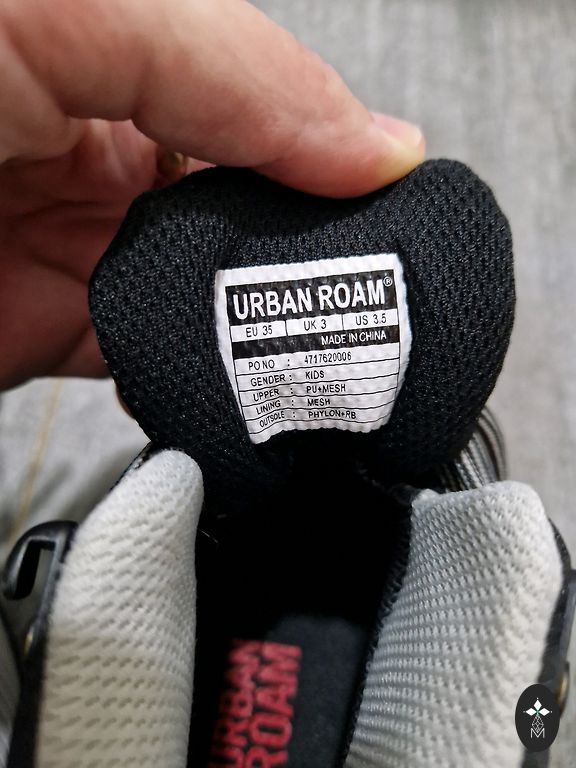 URBAN ROAM®
EU 35 UK 3 US 3.5
MADE IN CHINA
PO NO : 4717620006
GENDER : KIDS
UPPER : PU+MESH
LINING : MESH
OUTSOLE : PHYLON+RB
URBAN
ROAM
M